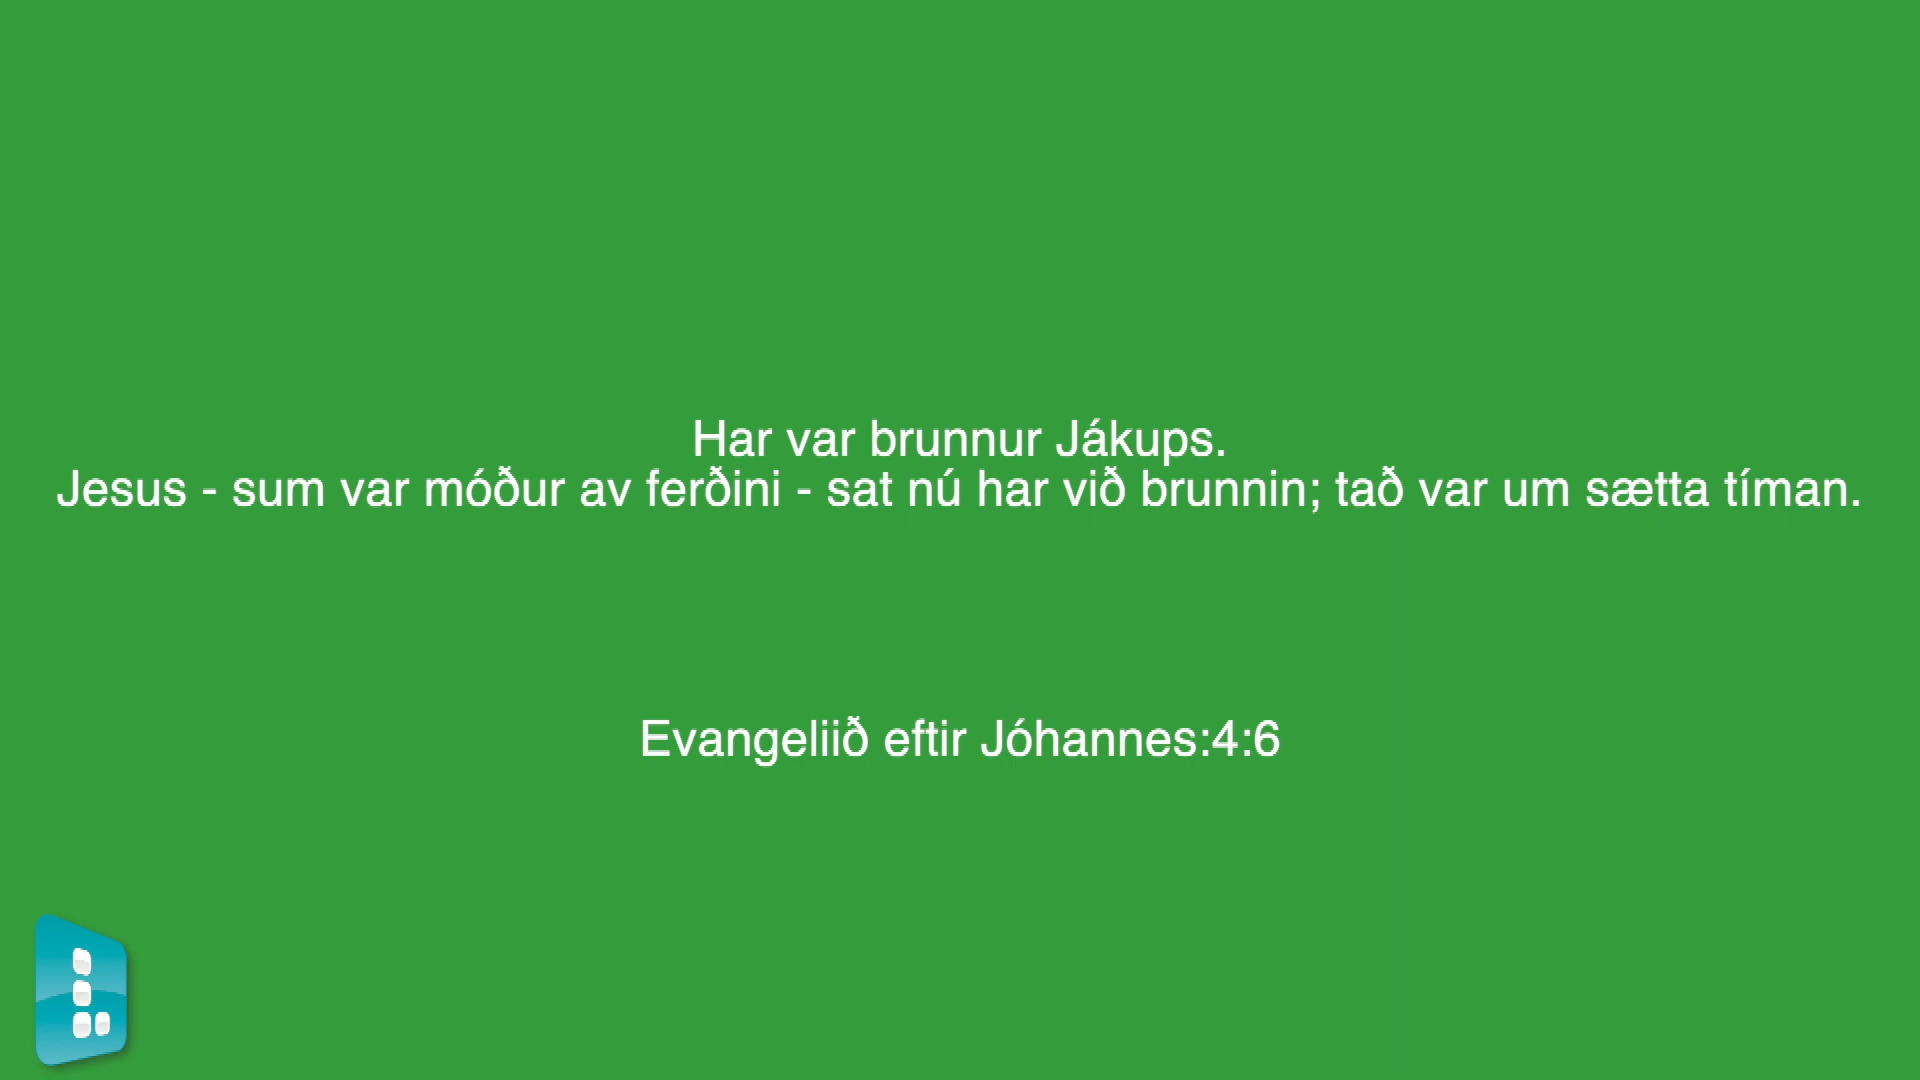 Har var brunnur Jákups.
Jesus - sum var móður av ferðini - sat nú har við brunnin; tað var um sætta tíman.
Evangeliið eftir Jóhannes:4:6